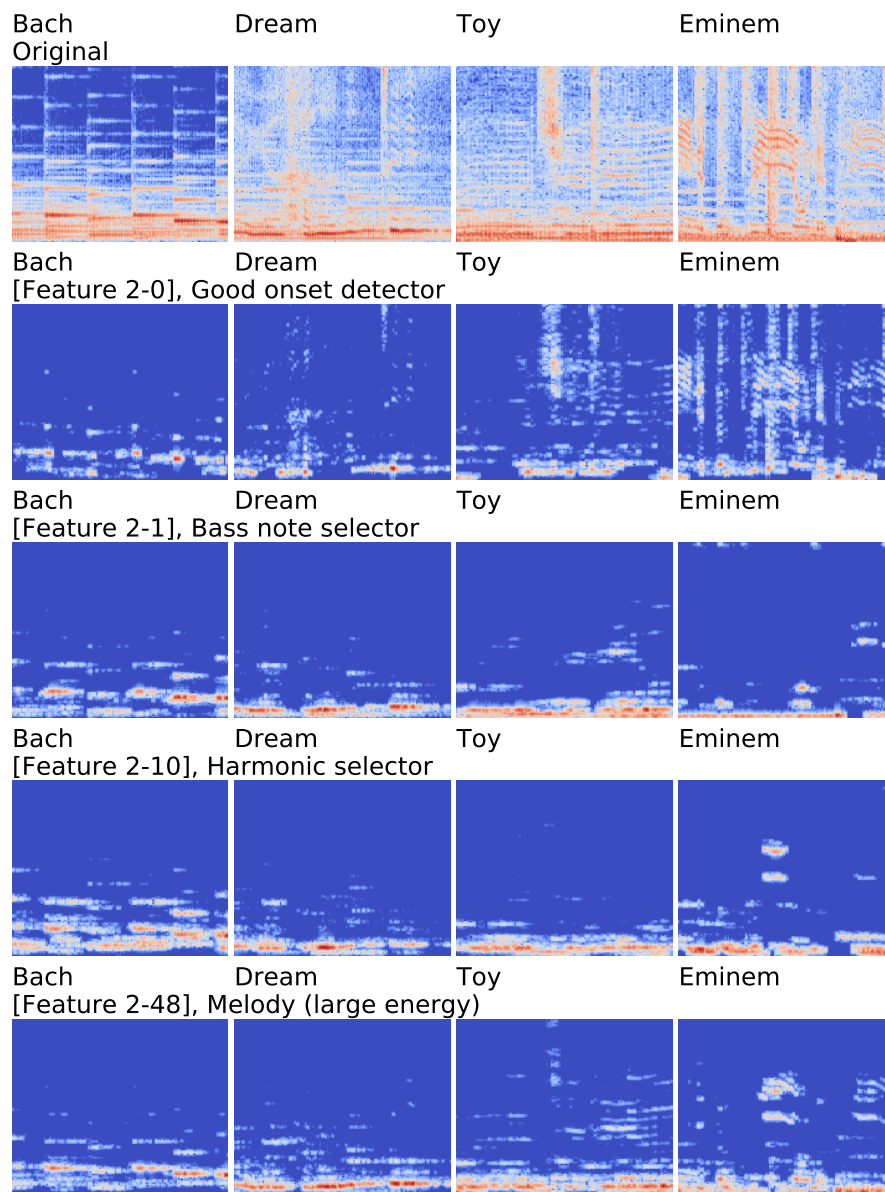 Bach Dream Toy Eminem
Original
Bach Dream Toy Eminem
[Feature 2-0], Good onset detector
Bach Dream Toy Eminem
[Feature 2-1], Bass note selector
Bach Dream Toy Eminem
[Feature 2-10], Harmonic selector
Bach Dream Toy Eminem
[Feature 2-48], Melody (large energy)